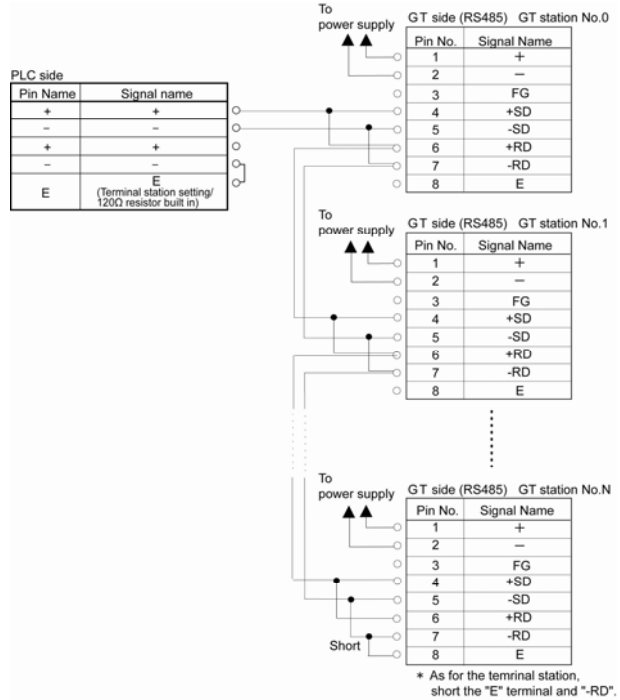 To
power supply
GT side (RS485) GT station No.0
Pin No. Signal Name
1 +
2 −
3 FG
4 +SD
5 -SD
6 +RD
7 -RD
8 E
PLC side
Pin Name Signal name
+ +
− −
+ +
− −
E E
(Terminal station setting/
120Ω resistor built in)
To
power supply
GT side (RS485) GT station No.1
Pin No. Signal Name
1 +
2 −
3 FG
4 +SD
5 -SD
6 +RD
7 -RD
8 E
To
power supply
GT side (RS485) GT station No.N
Pin No. Signal Name
1 +
2 −
3 FG
4 +SD
5 -SD
6 +RD
7 -RD
8 E
Short
* As for the temrinal station,
short the "E" terminal and "-RD".